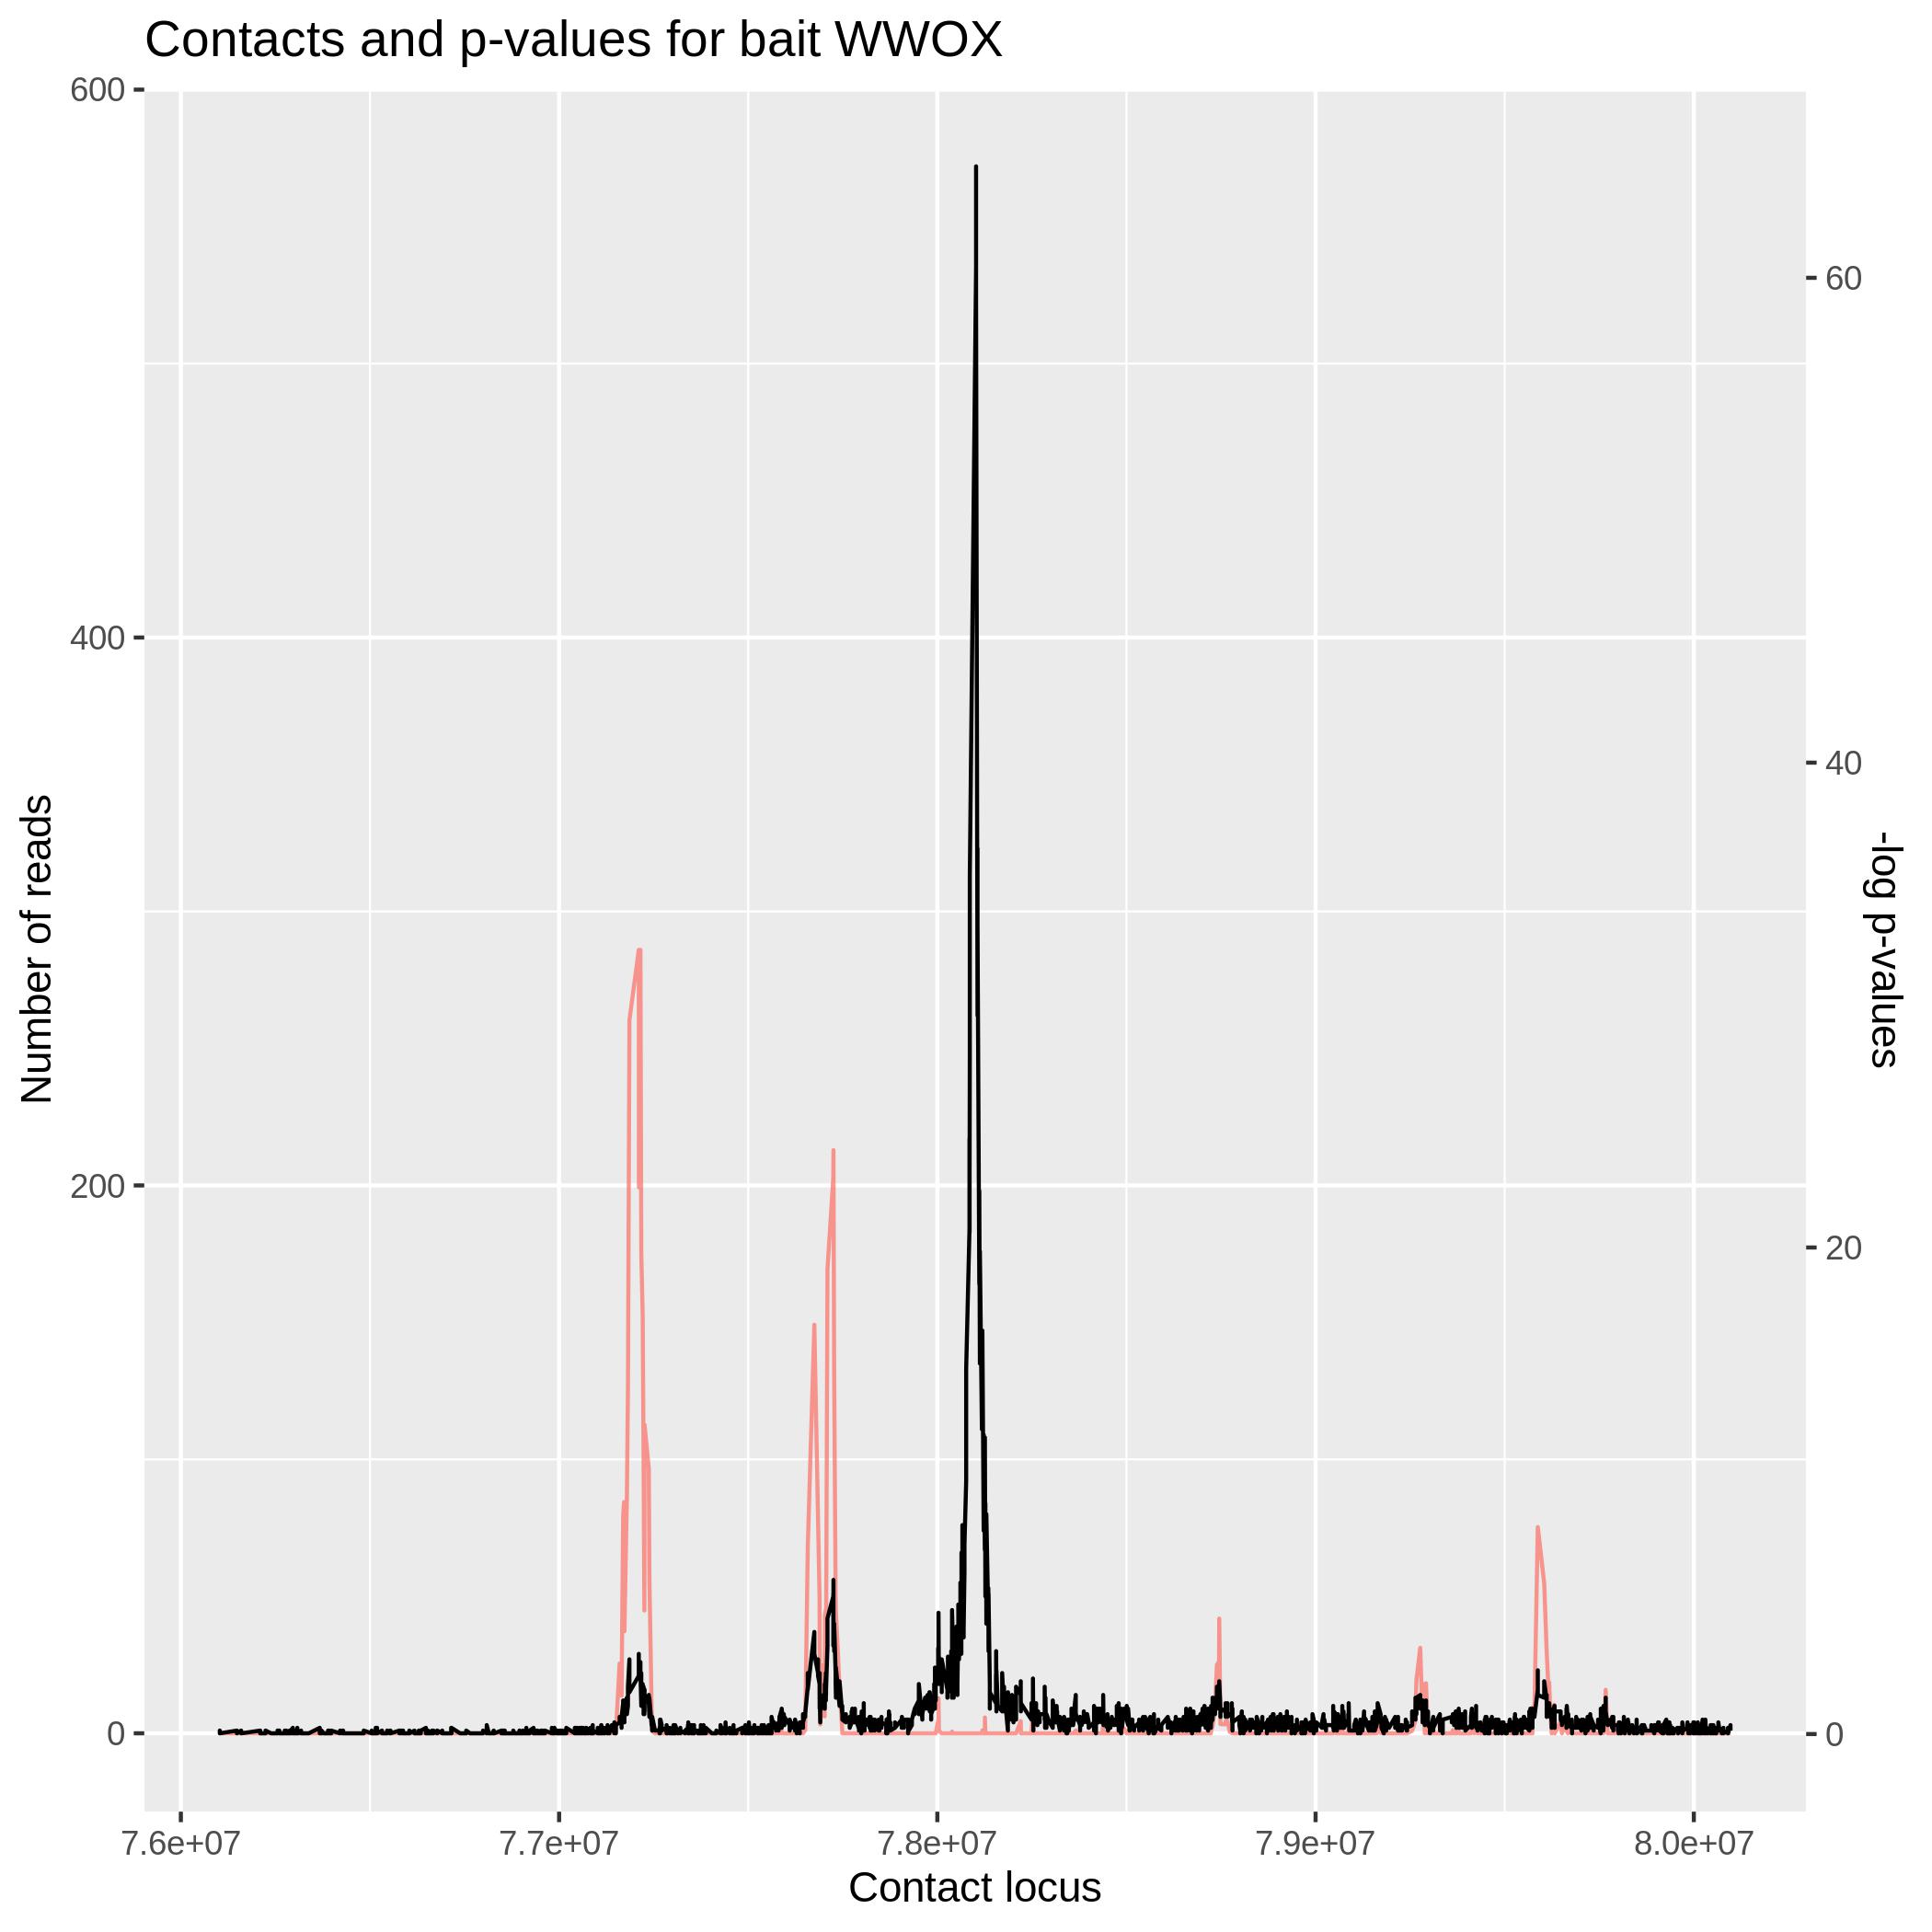 Contacts and p-values for bait WWOX
600
400
200
0
Number of reads
60
40
20
0
-log p-values
7.6e+07
7.7e+07
7.8e+07
7.9e+07
8.0e+07
Contact locus